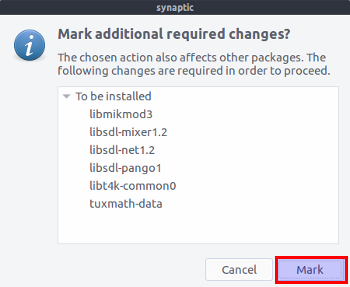 synaptic
Mark additional required changes?
The chosen action also affects other packages. The
following changes are required in order to proceed.
To be installed
libmikmod3
libsdl-mixer1.2
libsdl-net1.2
libsdl-pango1
libt4k-common0
tuxmath-data
Cancel Mark